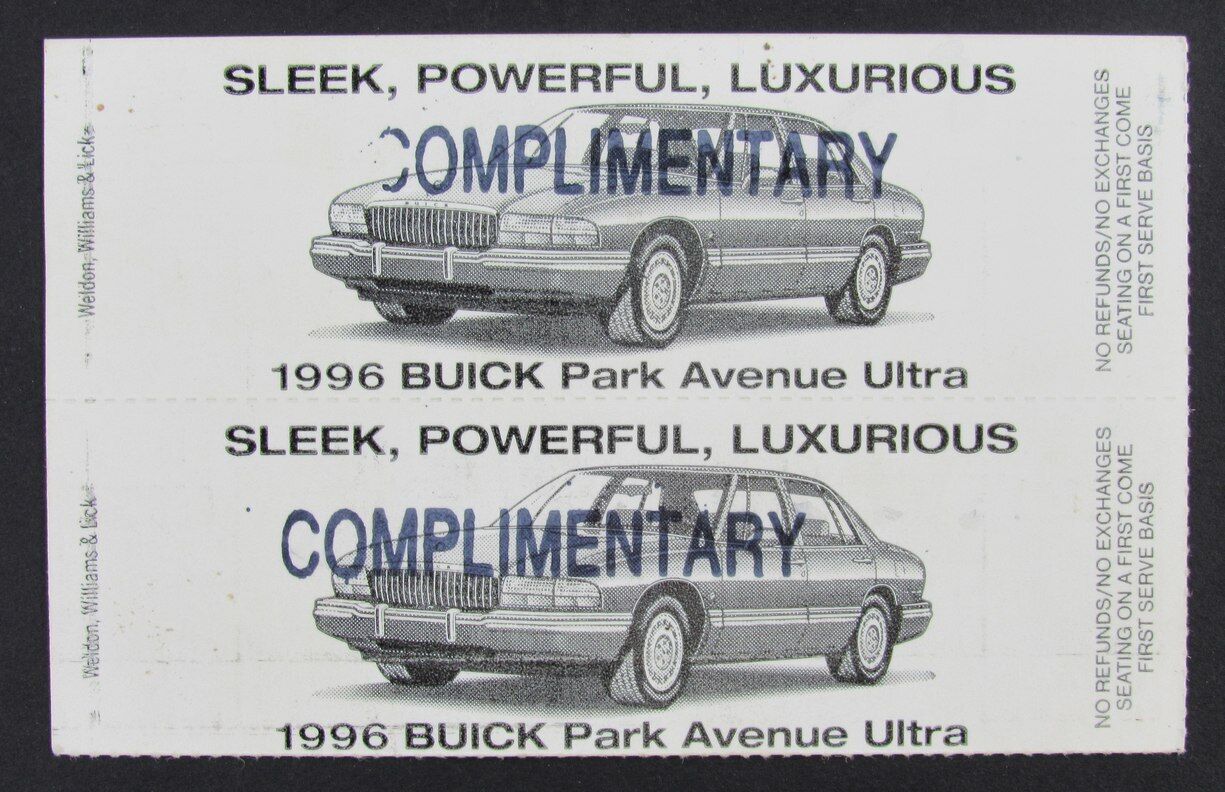 SLEEK, POWERFUL, LUXURIOUS
COMPLIMENTARY
BUICK
1996 BUICK Park Avenue Ultra
Weldon, Williams & Lick
NO REFUNDS/NO EXCHANGES
SEATING ON A FIRST COME
FIRST SERVE BASIS
SLEEK, POWERFUL, LUXURIOUS
COMPLIMENTARY
1996 BUICK Park Avenue Ultra
Weldon, Williams & Lick
NO REFUNDS/NO EXCHANGES
SEATING ON A FIRST COME
FIRST SERVE BASIS